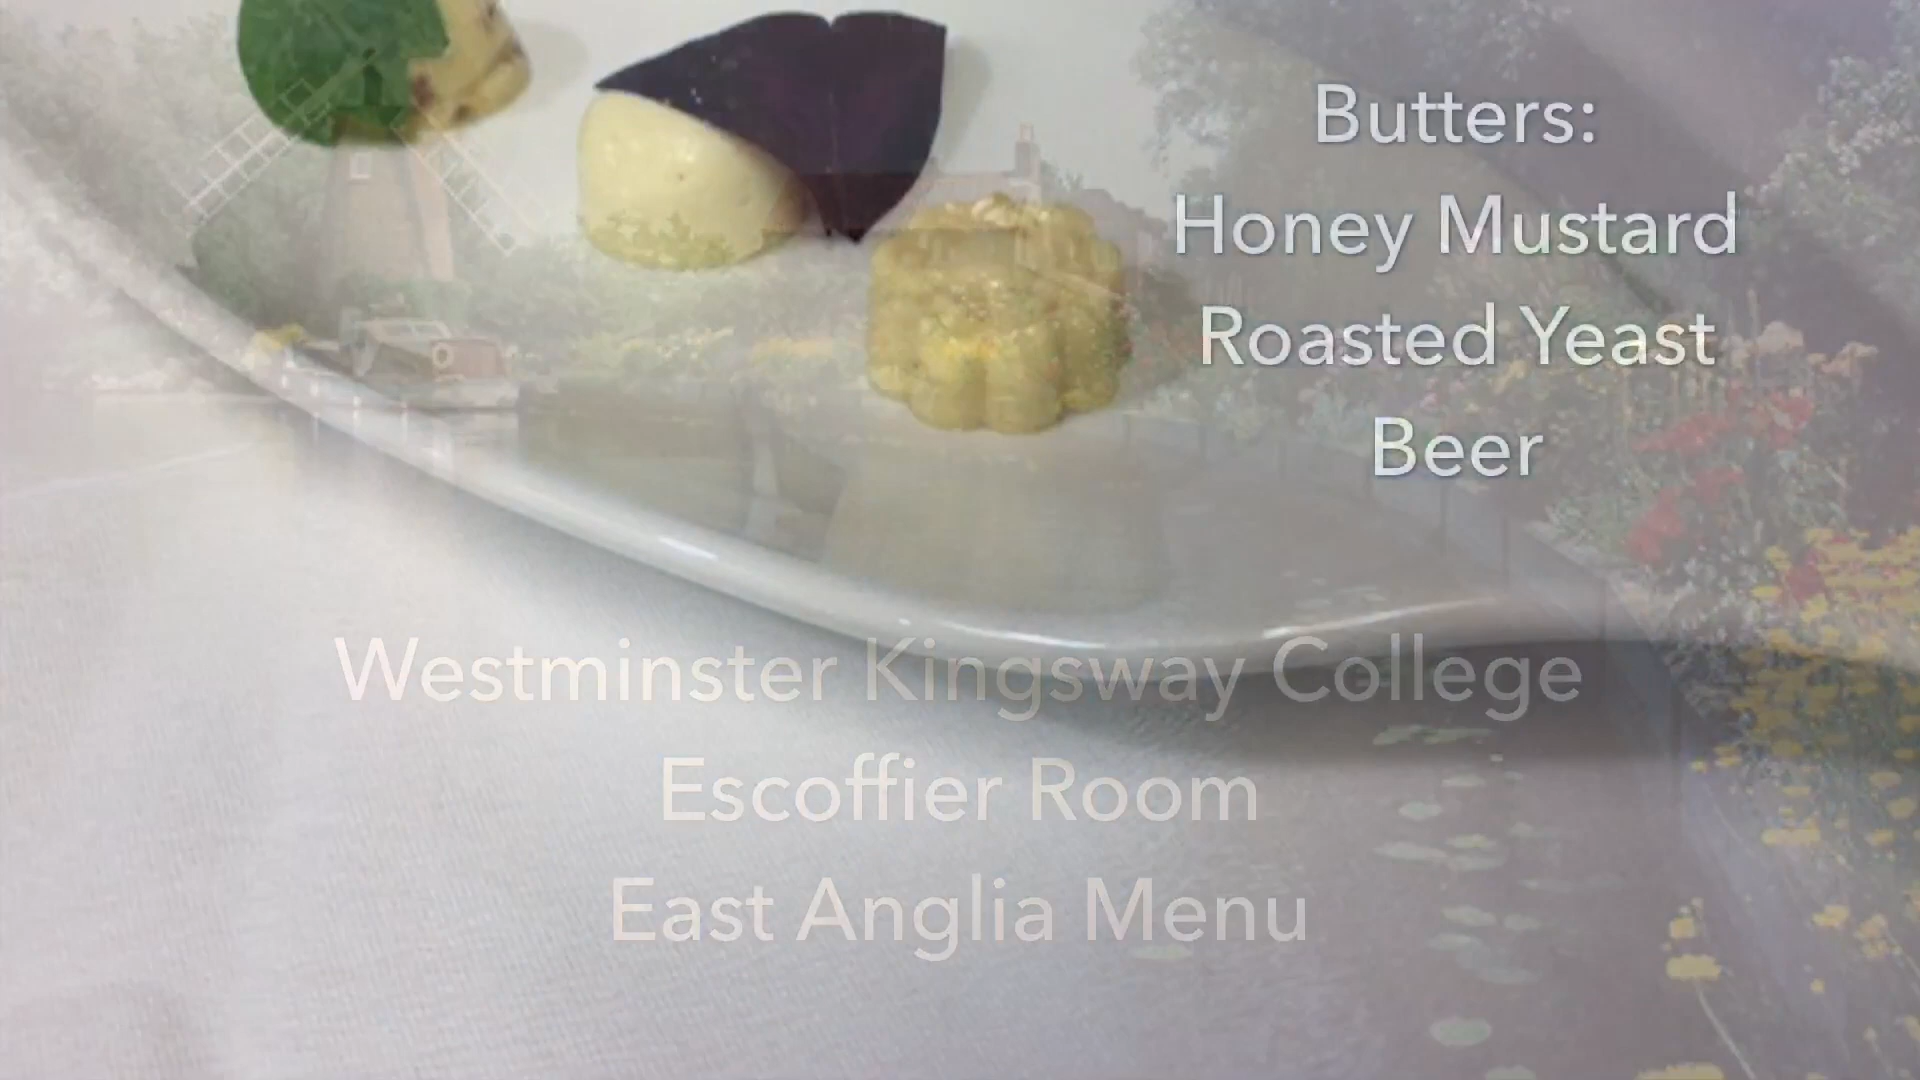 Butters:
Honey Mustard
Roasted Yeast
Beer
Westminster Kingsway College
Escoffier Room
East Anglia Menu